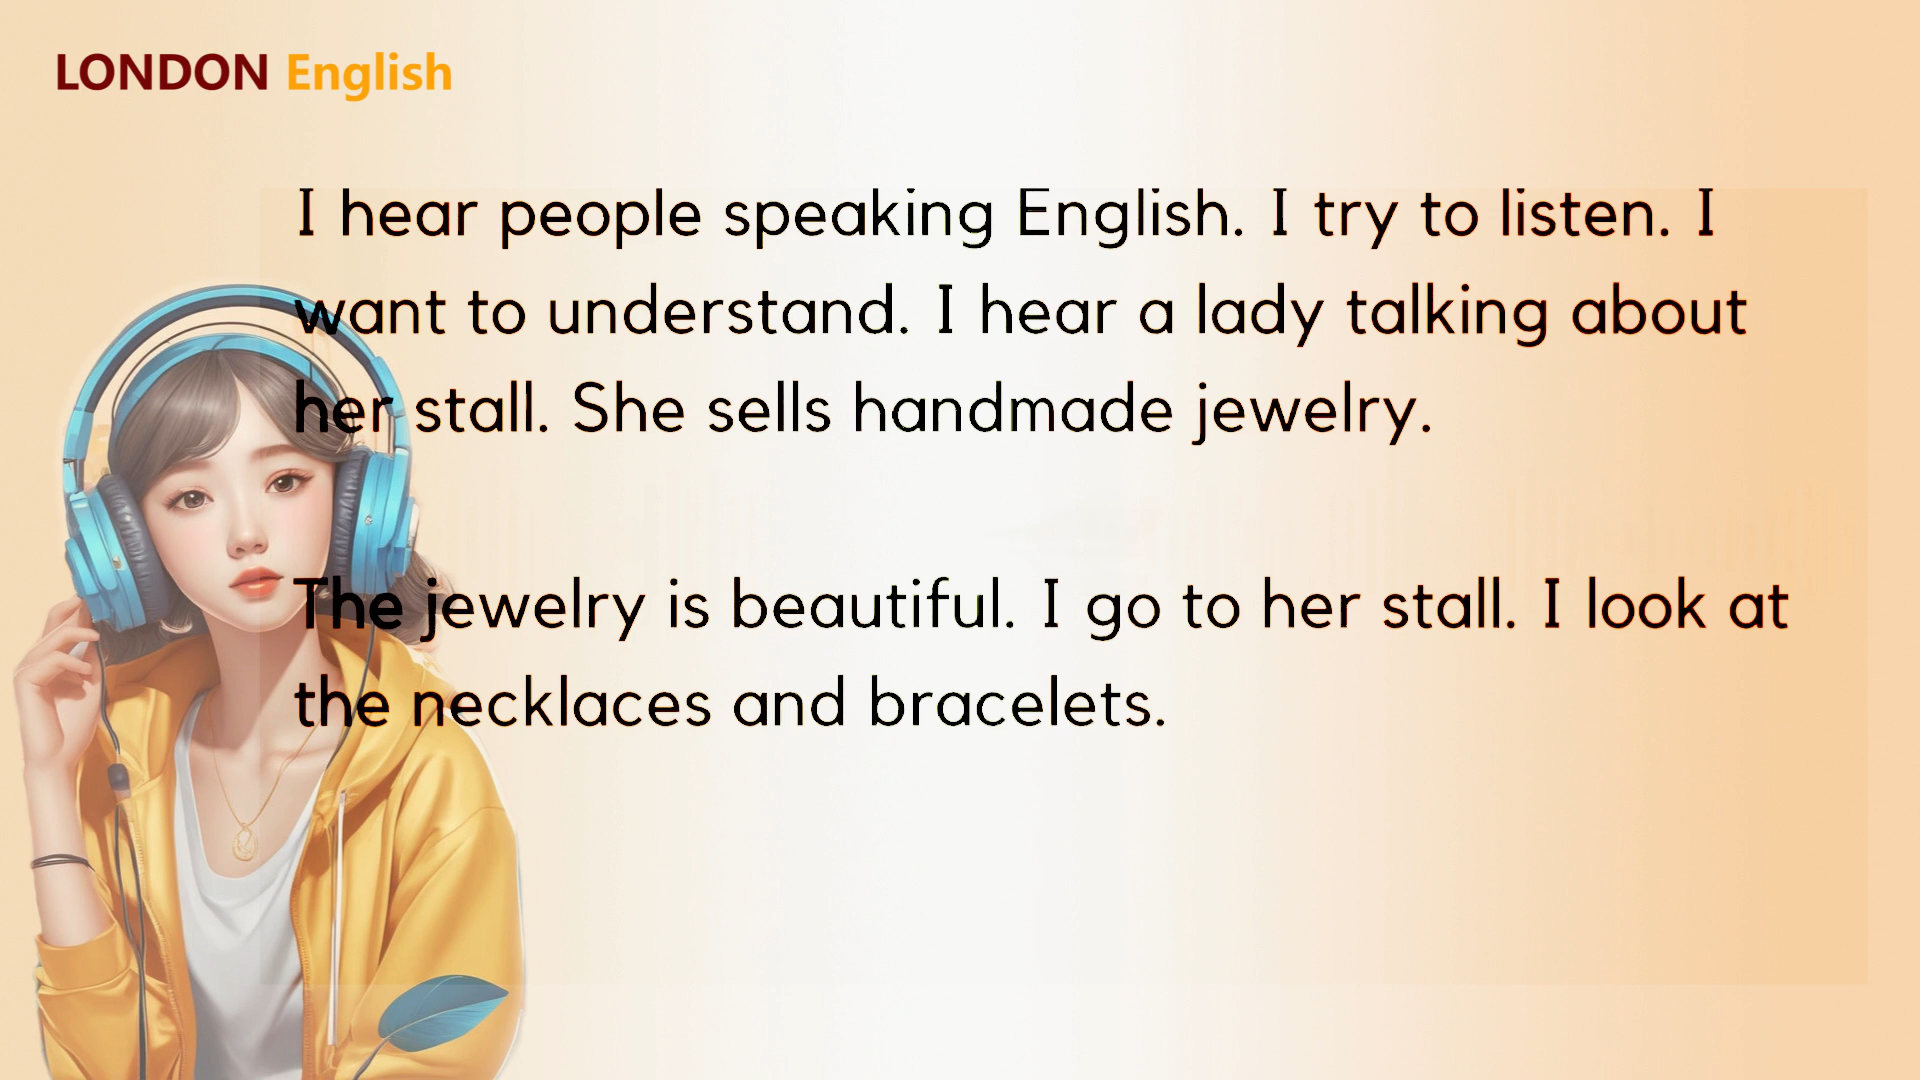 LONDON English
I hear people speaking English. I try to listen. I
want to understand. I hear a lady talking about
her stall. She sells handmade jewelry.
The jewelry is beautiful. I go to her stall. I look at
the necklaces and bracelets.